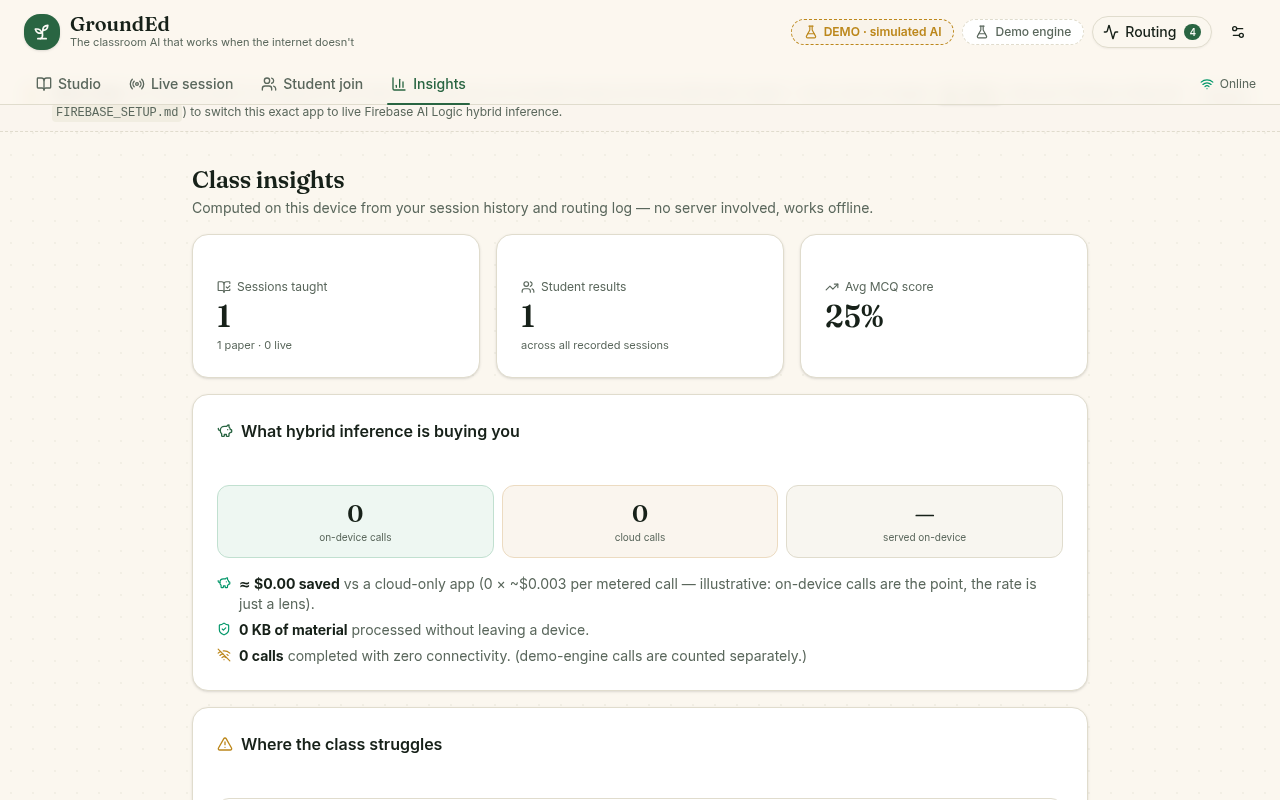 GroundEd
The classroom AI that works when the internet doesn't
DEMO · simulated AI
Demo engine
Routing 4
Studio
Live session
Student join
Insights
Online
FIREBASE_SETUP.md ) to switch this exact app to live Firebase AI Logic hybrid inference.
Class insights
Computed on this device from your session history and routing log — no server involved, works offline.
Sessions taught
1
1 paper · 0 live
Student results
1
across all recorded sessions
Avg MCQ score
25%
What hybrid inference is buying you
0
on-device calls
0
cloud calls
—
served on-device
≈ $0.00 saved vs a cloud-only app (0 × ~$0.003 per metered call — illustrative: on-device calls are the point, the rate is
just a lens).
0 KB of material processed without leaving a device.
0 calls completed with zero connectivity. (demo-engine calls are counted separately.)
Where the class struggles